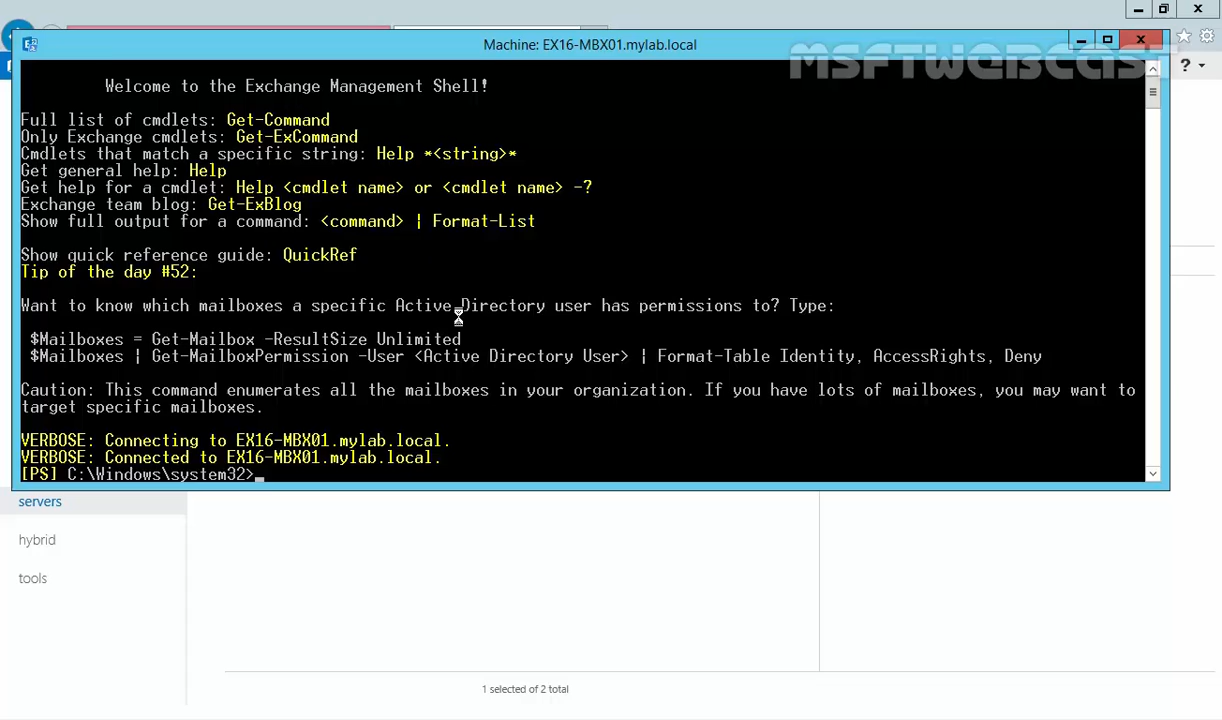 Machine: EX16-MBX01.mylab.local
MSFTWEBCAST
?
Welcome to the Exchange Management Shell!
Full list of cmdlets: Get-Command
Only Exchange cmdlets: Get-ExCommand
Cmdlets that match a specific string: Help *<string>*
Get general help: Help
Get help for a cmdlet: Help <cmdlet name> or <cmdlet name> -?
Exchange team blog: Get-ExBlog
Show full output for a command: <command> | Format-List
Show quick reference guide: QuickRef
Tip of the day #52:
Want to know which mailboxes a specific Active Directory user has permissions to? Type:
$Mailboxes = Get-Mailbox -ResultSize Unlimited
$Mailboxes | Get-MailboxPermission -User <Active Directory User> | Format-Table Identity, AccessRights, Deny
Caution: This command enumerates all the mailboxes in your organization. If you have lots of mailboxes, you may want to
target specific mailboxes.
VERBOSE: Connecting to EX16-MBX01.mylab.local.
VERBOSE: Connected to EX16-MBX01.mylab.local.
[PS] C:\Windows\system32>
servers
hybrid
tools
1 selected of 2 total